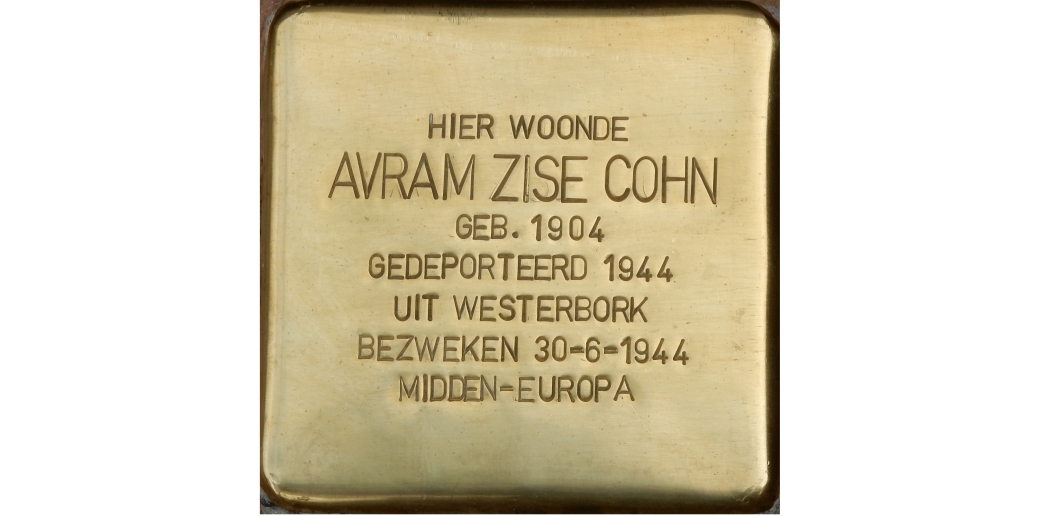 HIER WOONDE
AVRAM ZISE COHN
GEB. 1904
GEDEPORTEERD 1944
UIT WESTERBORK
BEZWEKEN 30-6-1944
MIDDEN-EUROPA